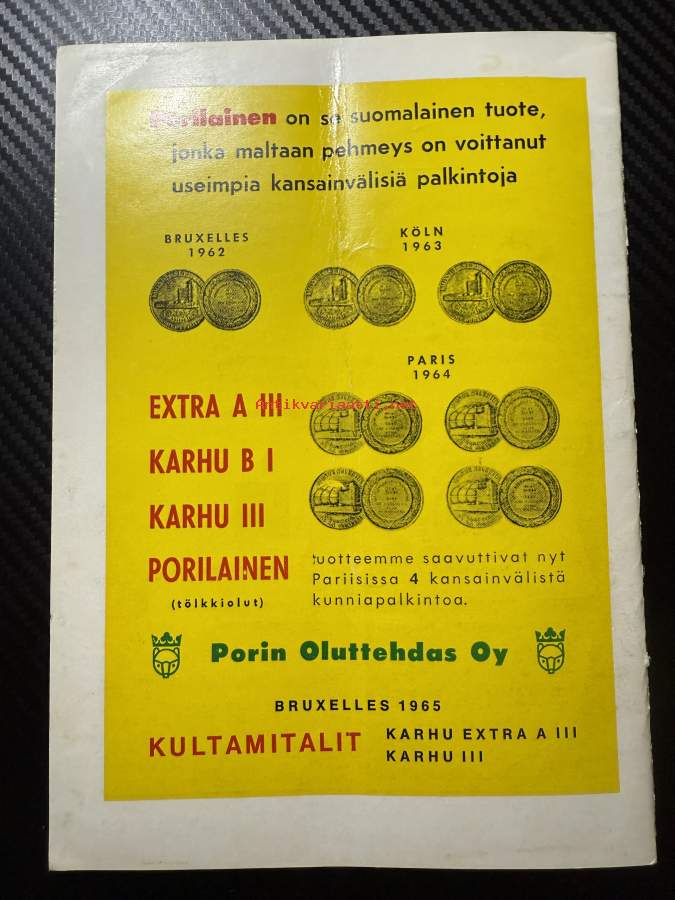 Porilainen on se suomalainen tuote,
jonka maltaan pehmeys on voittanut
useimpia kansainvälisiä palkintoja
BRUXELLES
1962
KÖLN
1963
PARIS
1964
EXTRA A III
KARHU B I
KARHU III
PORILAINEN
(tölkkiolut)
Antikvariaatti.net
tuotteemme saavuttivat nyt
Pariisissa 4 kansainvälistä
kunniapalkintoa.
Porin Oluttehdas Oy
BRUXELLES 1965
KULTAMITALIT
KARHU EXTRA A III
KARHU III